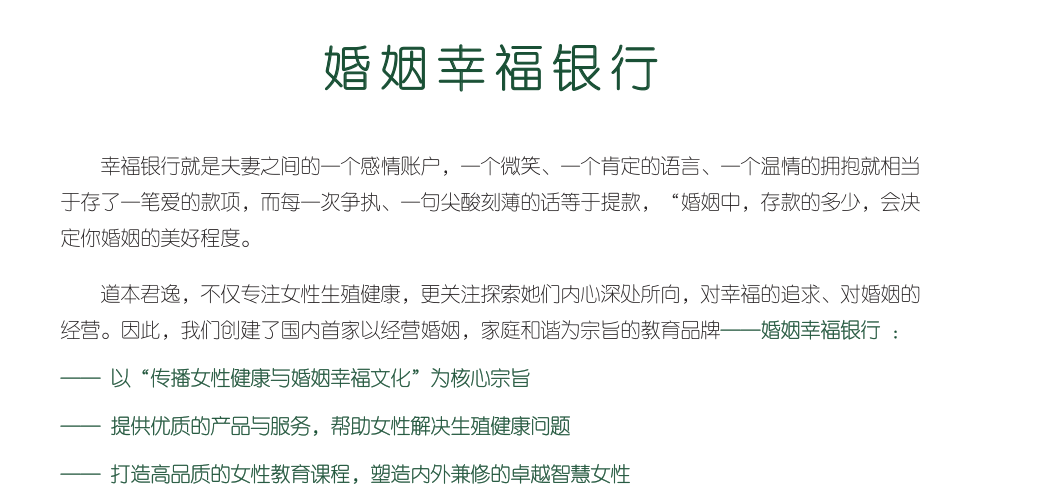 婚姻幸福银行
幸福银行就是夫妻之间的一个感情账户，一个微笑、一个肯定的语言、一个温情的拥抱就相当
于存了一笔爱的款项，而每一次争执、一句尖酸刻薄的话等于提款，“婚姻中，存款的多少，会决
定你婚姻的美好程度。
道本君逸，不仅专注女性生殖健康，更关注探索她们内心深处所向，对幸福的追求、对婚姻的
经营。因此，我们创建了国内首家以经营婚姻，家庭和谐为宗旨的教育品牌——婚姻幸福银行 ：
—— 以“传播女性健康与婚姻幸福文化”为核心宗旨
—— 提供优质的产品与服务，帮助女性解决生殖健康问题
—— 打造高品质的女性教育课程，塑造内外兼修的卓越智慧女性